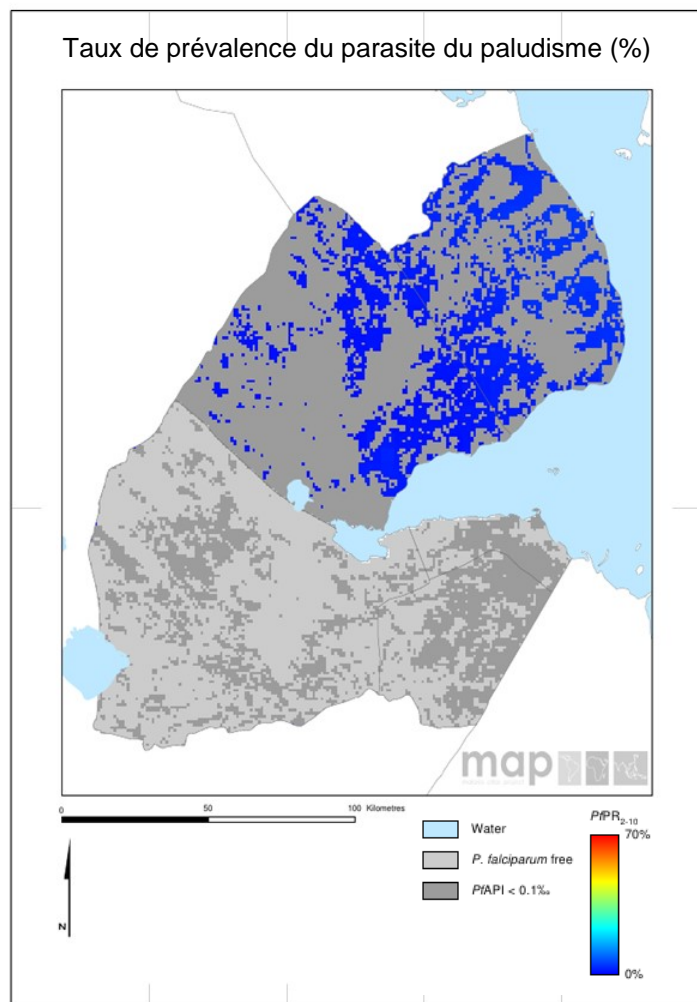 Taux de prévalence du parasite du paludisme (%)
map
0
50
100 Kilometres
N
Water
P. falciparum free
PfAPI < 0.1‰
PfPR2-10
70%
0%